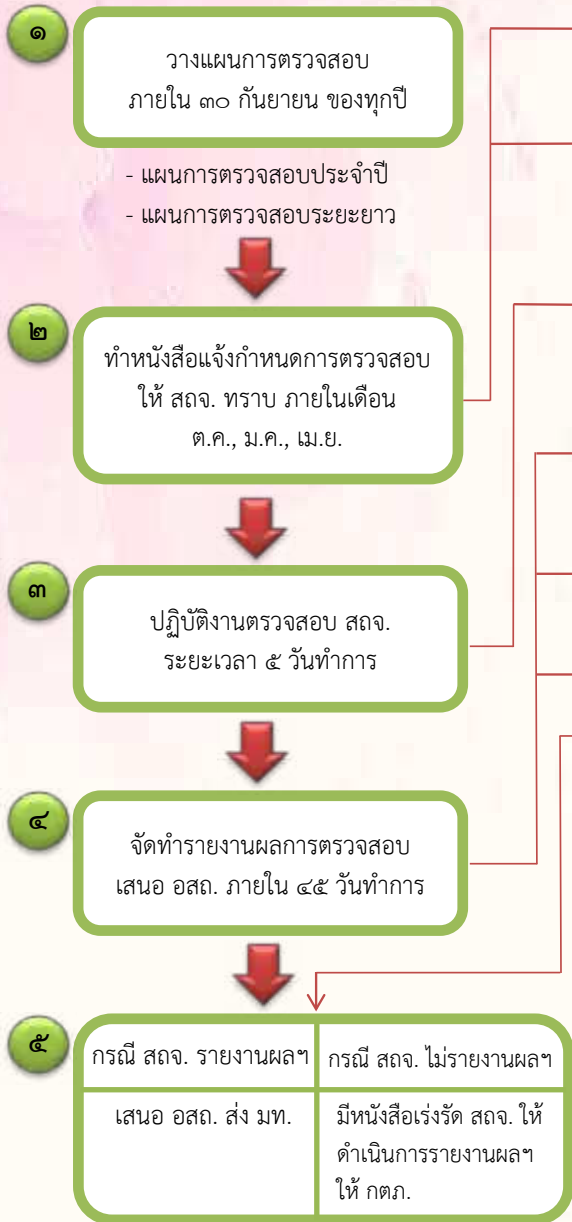 ๑
วางแผนการตรวจสอบ
ภายใน ๓๐ กันยายน ของทุกปี
- แผนการตรวจสอบประจำปี
- แผนการตรวจสอบระยะยาว
๒
ทำหนังสือแจ้งกำหนดการตรวจสอบ
ให้ สถจ. ทราบ ภายในเดือน
ต.ค., ม.ค., เม.ย.
๓
ปฏิบัติงานตรวจสอบ สถจ.
ระยะเวลา ๕ วันทำการ
๔
จัดทำรายงานผลการตรวจสอบ
เสนอ อสถ. ภายใน ๔๕ วันทำการ
๕
กรณี สถจ. รายงานผลฯ
กรณี สถจ. ไม่รายงานผลฯ
เสนอ อสถ. ส่ง มท.
มีหนังสือเร่งรัด สถจ. ให้
ดำเนินการรายงานผลฯ
ให้ กตภ.